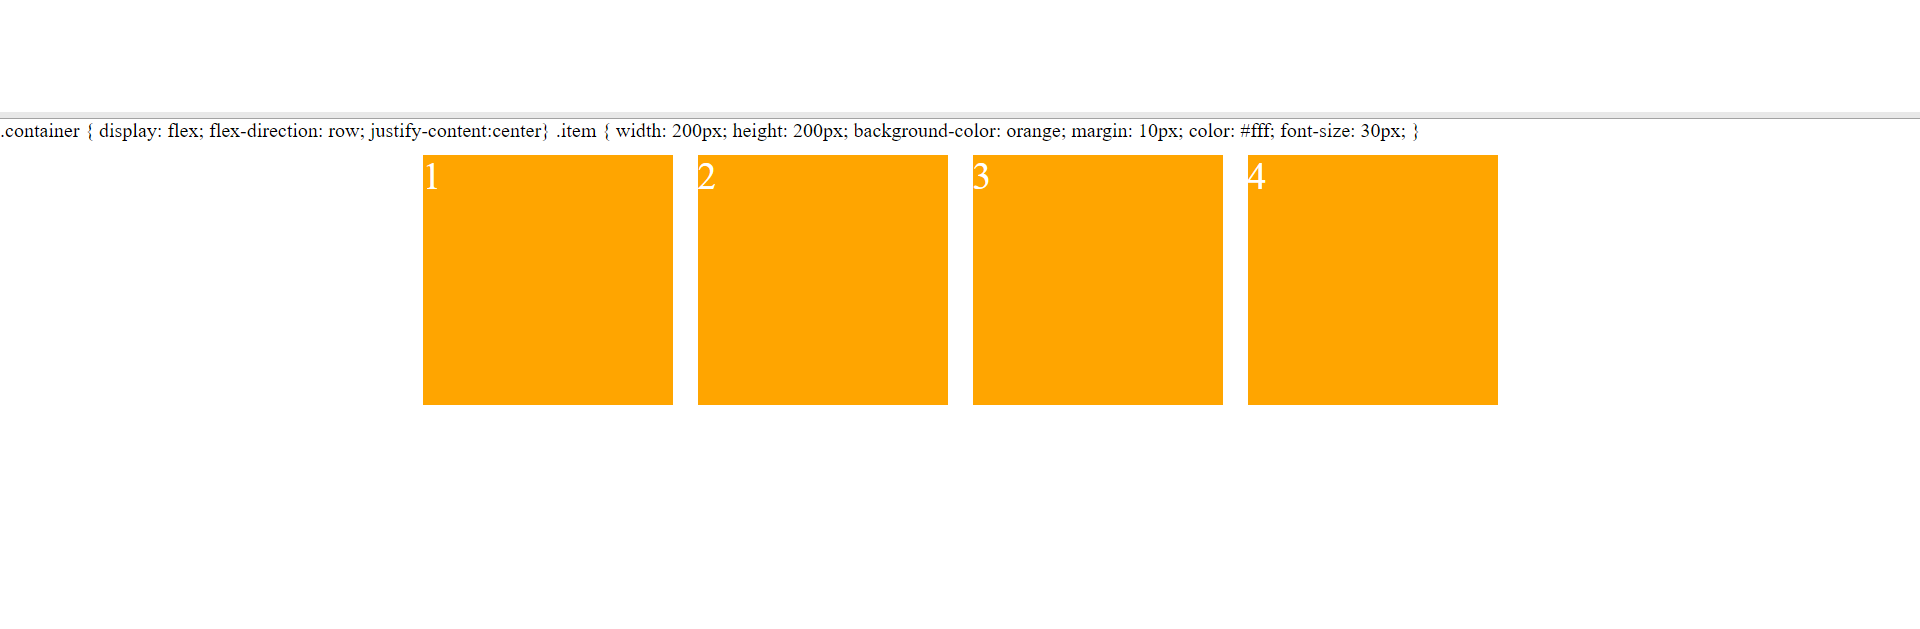 .container { display: flex; flex-direction: row; justify-content:center} .item { width: 200px; height: 200px; background-color: orange; margin: 10px; color: #fff; font-size: 30px; }
1 2 3 4